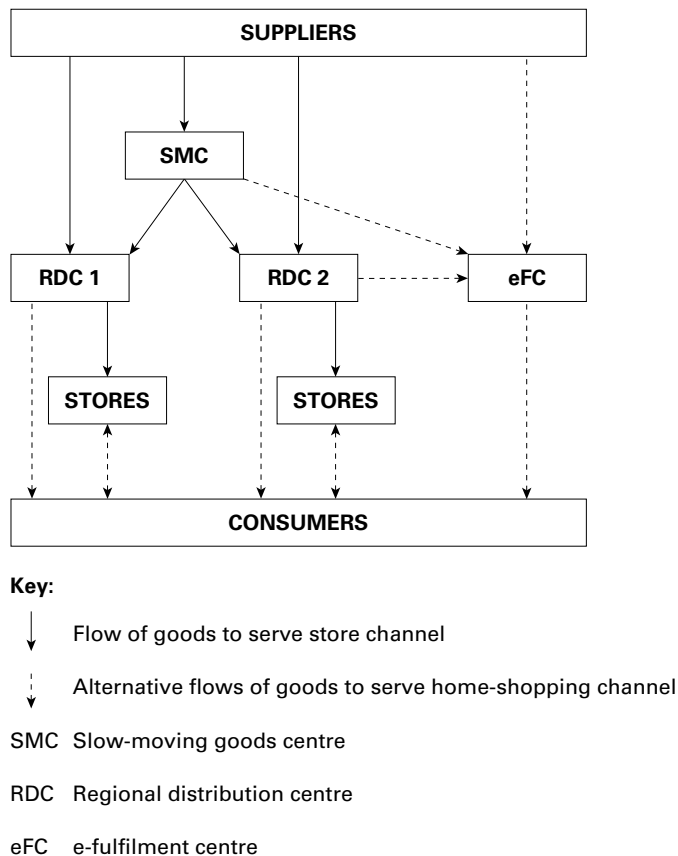 SUPPLIERS
SMC
RDC 1
RDC 2
eFC
STORES
STORES
CONSUMERS
Key:
Flow of goods to serve store channel
Alternative flows of goods to serve home-shopping channel
SMC Slow-moving goods centre
RDC Regional distribution centre
eFC e-fulfilment centre